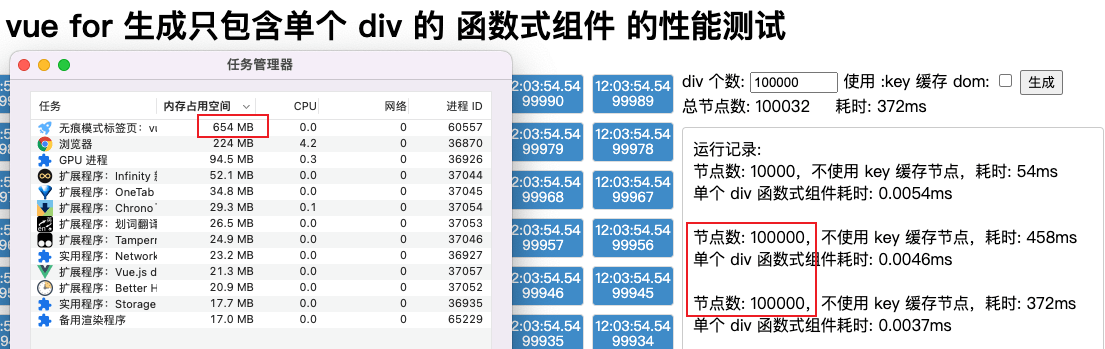 vue for 生成只包含单个 div 的 函数式组件 的性能测试
任务管理器
任务 内存占用空间 CPU 网络 进程 ID
无痕模式标签页：vu 654 MB 0.0 0 60557
浏览器 224 MB 4.2 0 36870
GPU 进程 94.5 MB 0.3 0 36926
扩展程序：Infinity 52.1 MB 0.0 0 37044
扩展程序：OneTab 34.8 MB 0.0 0 37045
扩展程序：Chrono 29.3 MB 0.1 0 37054
扩展程序：划词翻译 26.5 MB 0.0 0 37053
扩展程序：Tamperm 24.9 MB 0.0 0 37046
实用程序：Network 23.2 MB 0.0 0 36927
扩展程序：Vue.js d 21.3 MB 0.0 0 37057
扩展程序：Better H 20.9 MB 0.0 0 37052
实用程序：Storage 17.7 MB 0.0 0 36935
备用渲染程序 17.0 MB 0.0 0 65229
2:03:54.54 12:03:54.54
99990 99989
2:03:54.54 12:03:54.54
99979 99978
2:03:54.54 12:03:54.54
99968 99967
2:03:54.54 12:03:54.54
99957 99956
2:03:54.54 12:03:54.54
99946 99945
2:03:54.54 12:03:54.54
99935 99934
div 个数: 100000 使用 :key 缓存 dom: 生成
总节点数: 100032 耗时: 372ms
运行记录:
节点数: 10000，不使用 key 缓存节点，耗时: 54ms
单个 div 函数式组件耗时: 0.0054ms
节点数: 100000，不使用 key 缓存节点，耗时: 458ms
单个 div 函数式组件耗时: 0.0046ms
节点数: 100000，不使用 key 缓存节点，耗时: 372ms
单个 div 函数式组件耗时: 0.0037ms